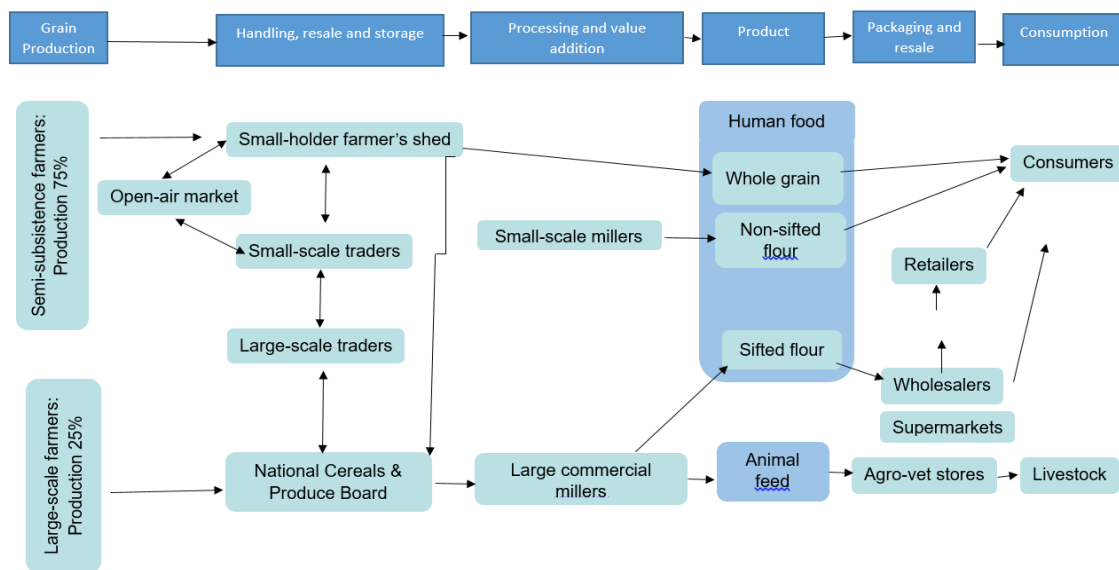 Grain
Production
Handling, resale and storage
Processing and value
addition
Product
Packaging and
resale
Consumption
Semi-subsistence farmers:
Production 75%
Small-holder farmer's shed
Open-air market
Small-scale traders
Large-scale traders
Large-scale farmers:
Production 25%
National Cereals &
Produce Board
Small-scale millers
Large commercial
millers
Human food
Whole grain
Non-sifted
flour
Sifted flour
Animal
feed
Retailers
Wholesalers
Supermarkets
Agro-vet stores
Consumers
Livestock